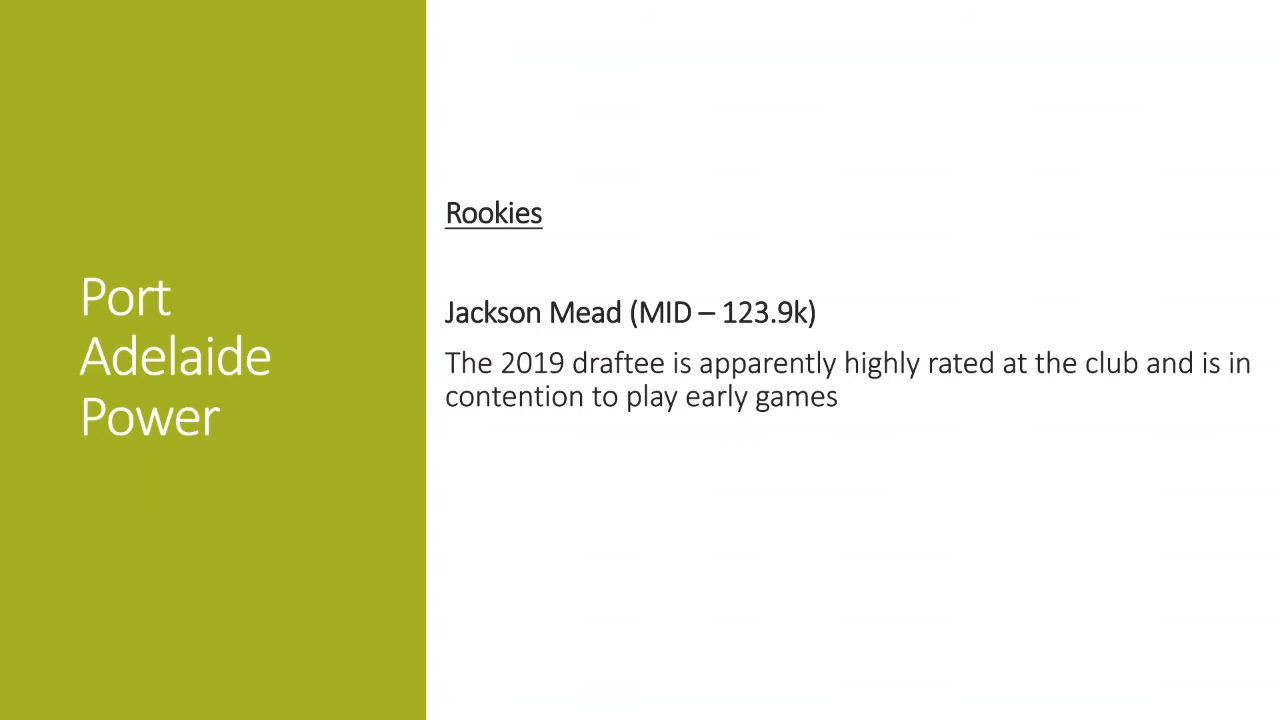 Port
Adelaide
Power
Rookies
Jackson Mead (MID – 123.9k)
The 2019 draftee is apparently highly rated at the club and is in
contention to play early games